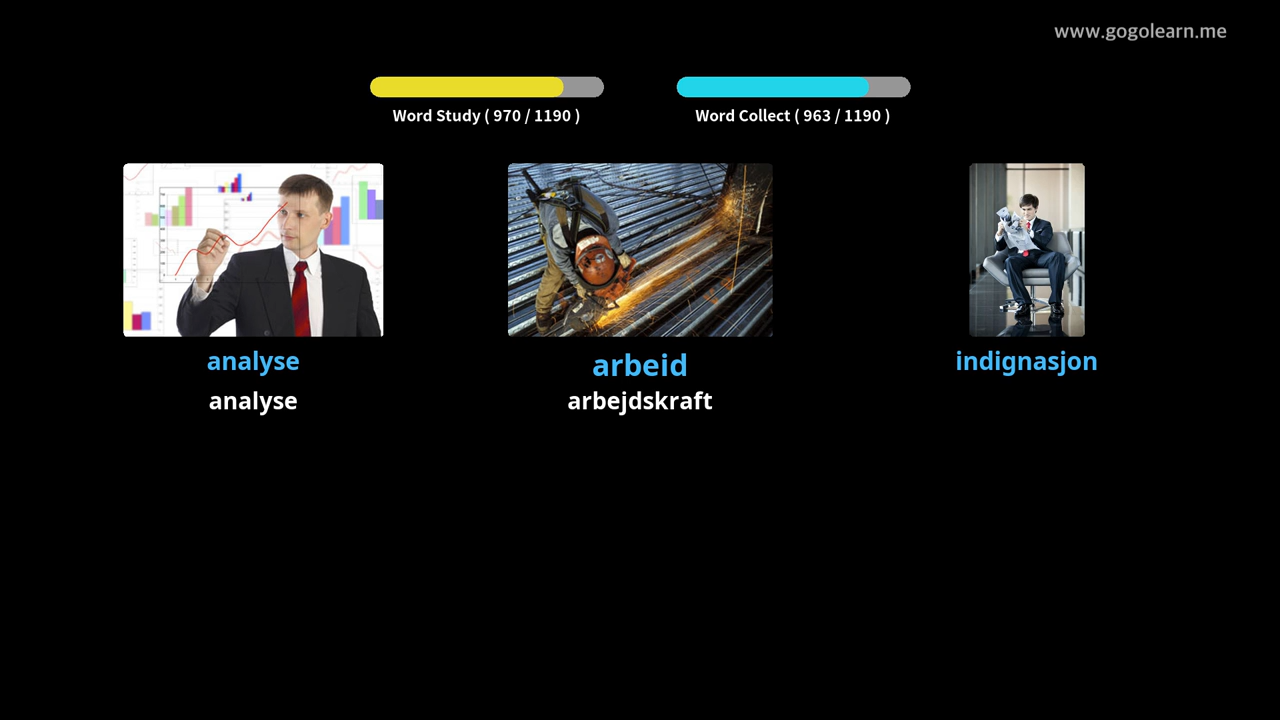 www.gogolearn.me
Word Study ( 970 / 1190 )
Word Collect ( 963 / 1190 )
analyse
analyse
arbeid
arbejdskraft
indignasjon